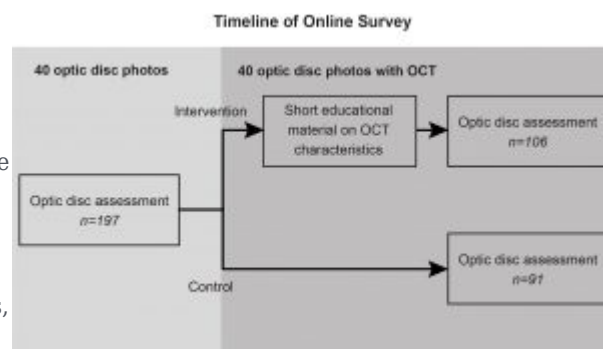 Timeline of Online Survey
40 optic disc photos
40 optic disc photos with OCT
Intervention
Short educational
material on OCT
characteristics
Optic disc assessment
n=106
Optic disc assessment
n=197
Control
Optic disc assessment
n=91